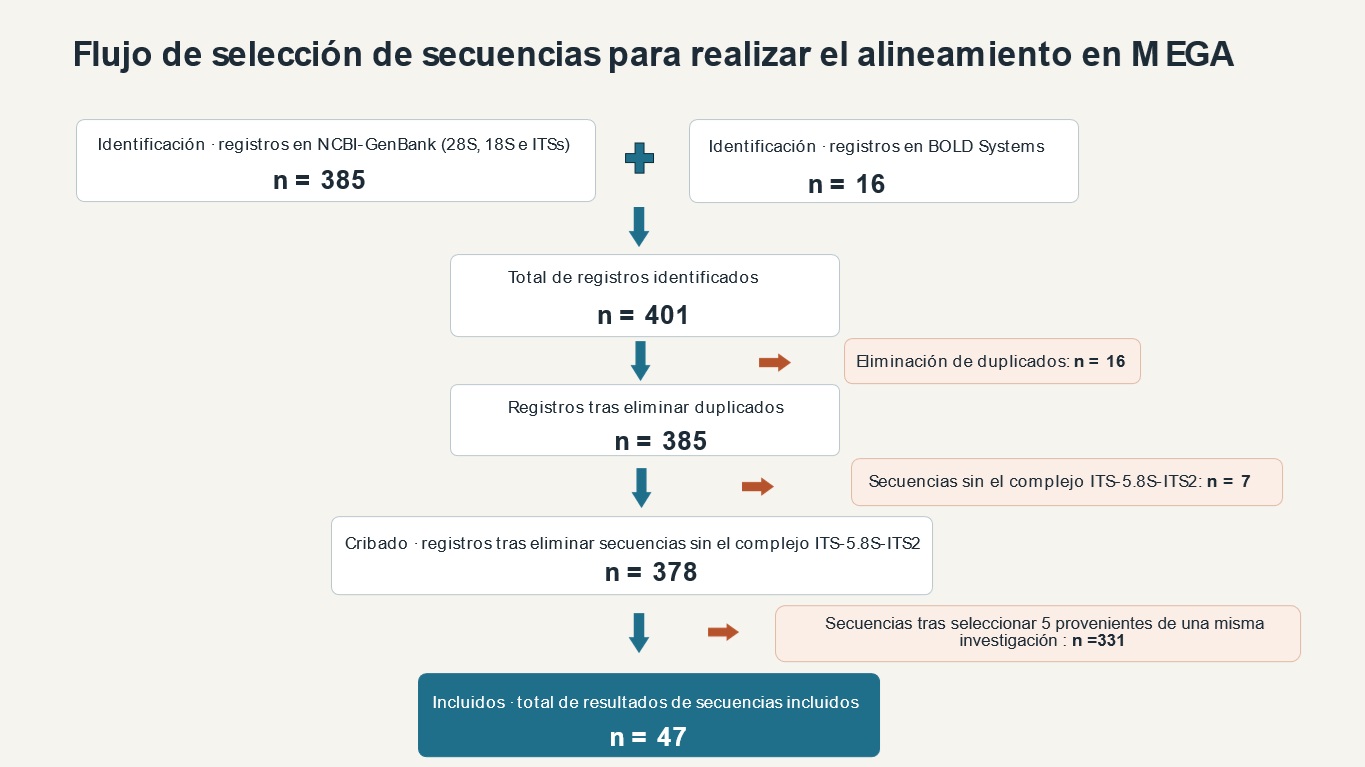 Flujo de selección de secuencias para realizar el alineamiento en MEGA
Identificación · registros en NCBI-GenBank (28S, 18S e ITSs)
n = 385
Identificación · registros en BOLD Systems
n = 16
Total de registros identificados
n = 401
Eliminación de duplicados: n = 16
Registros tras eliminar duplicados
n = 385
Secuencias sin el complejo ITS-5.8S-ITS2: n = 7
Cribado · registros tras eliminar secuencias sin el complejo ITS-5.8S-ITS2
n = 378
Secuencias tras seleccionar 5 provenientes de una misma
investigación : n =331
Incluidos · total de resultados de secuencias incluidos
n = 47